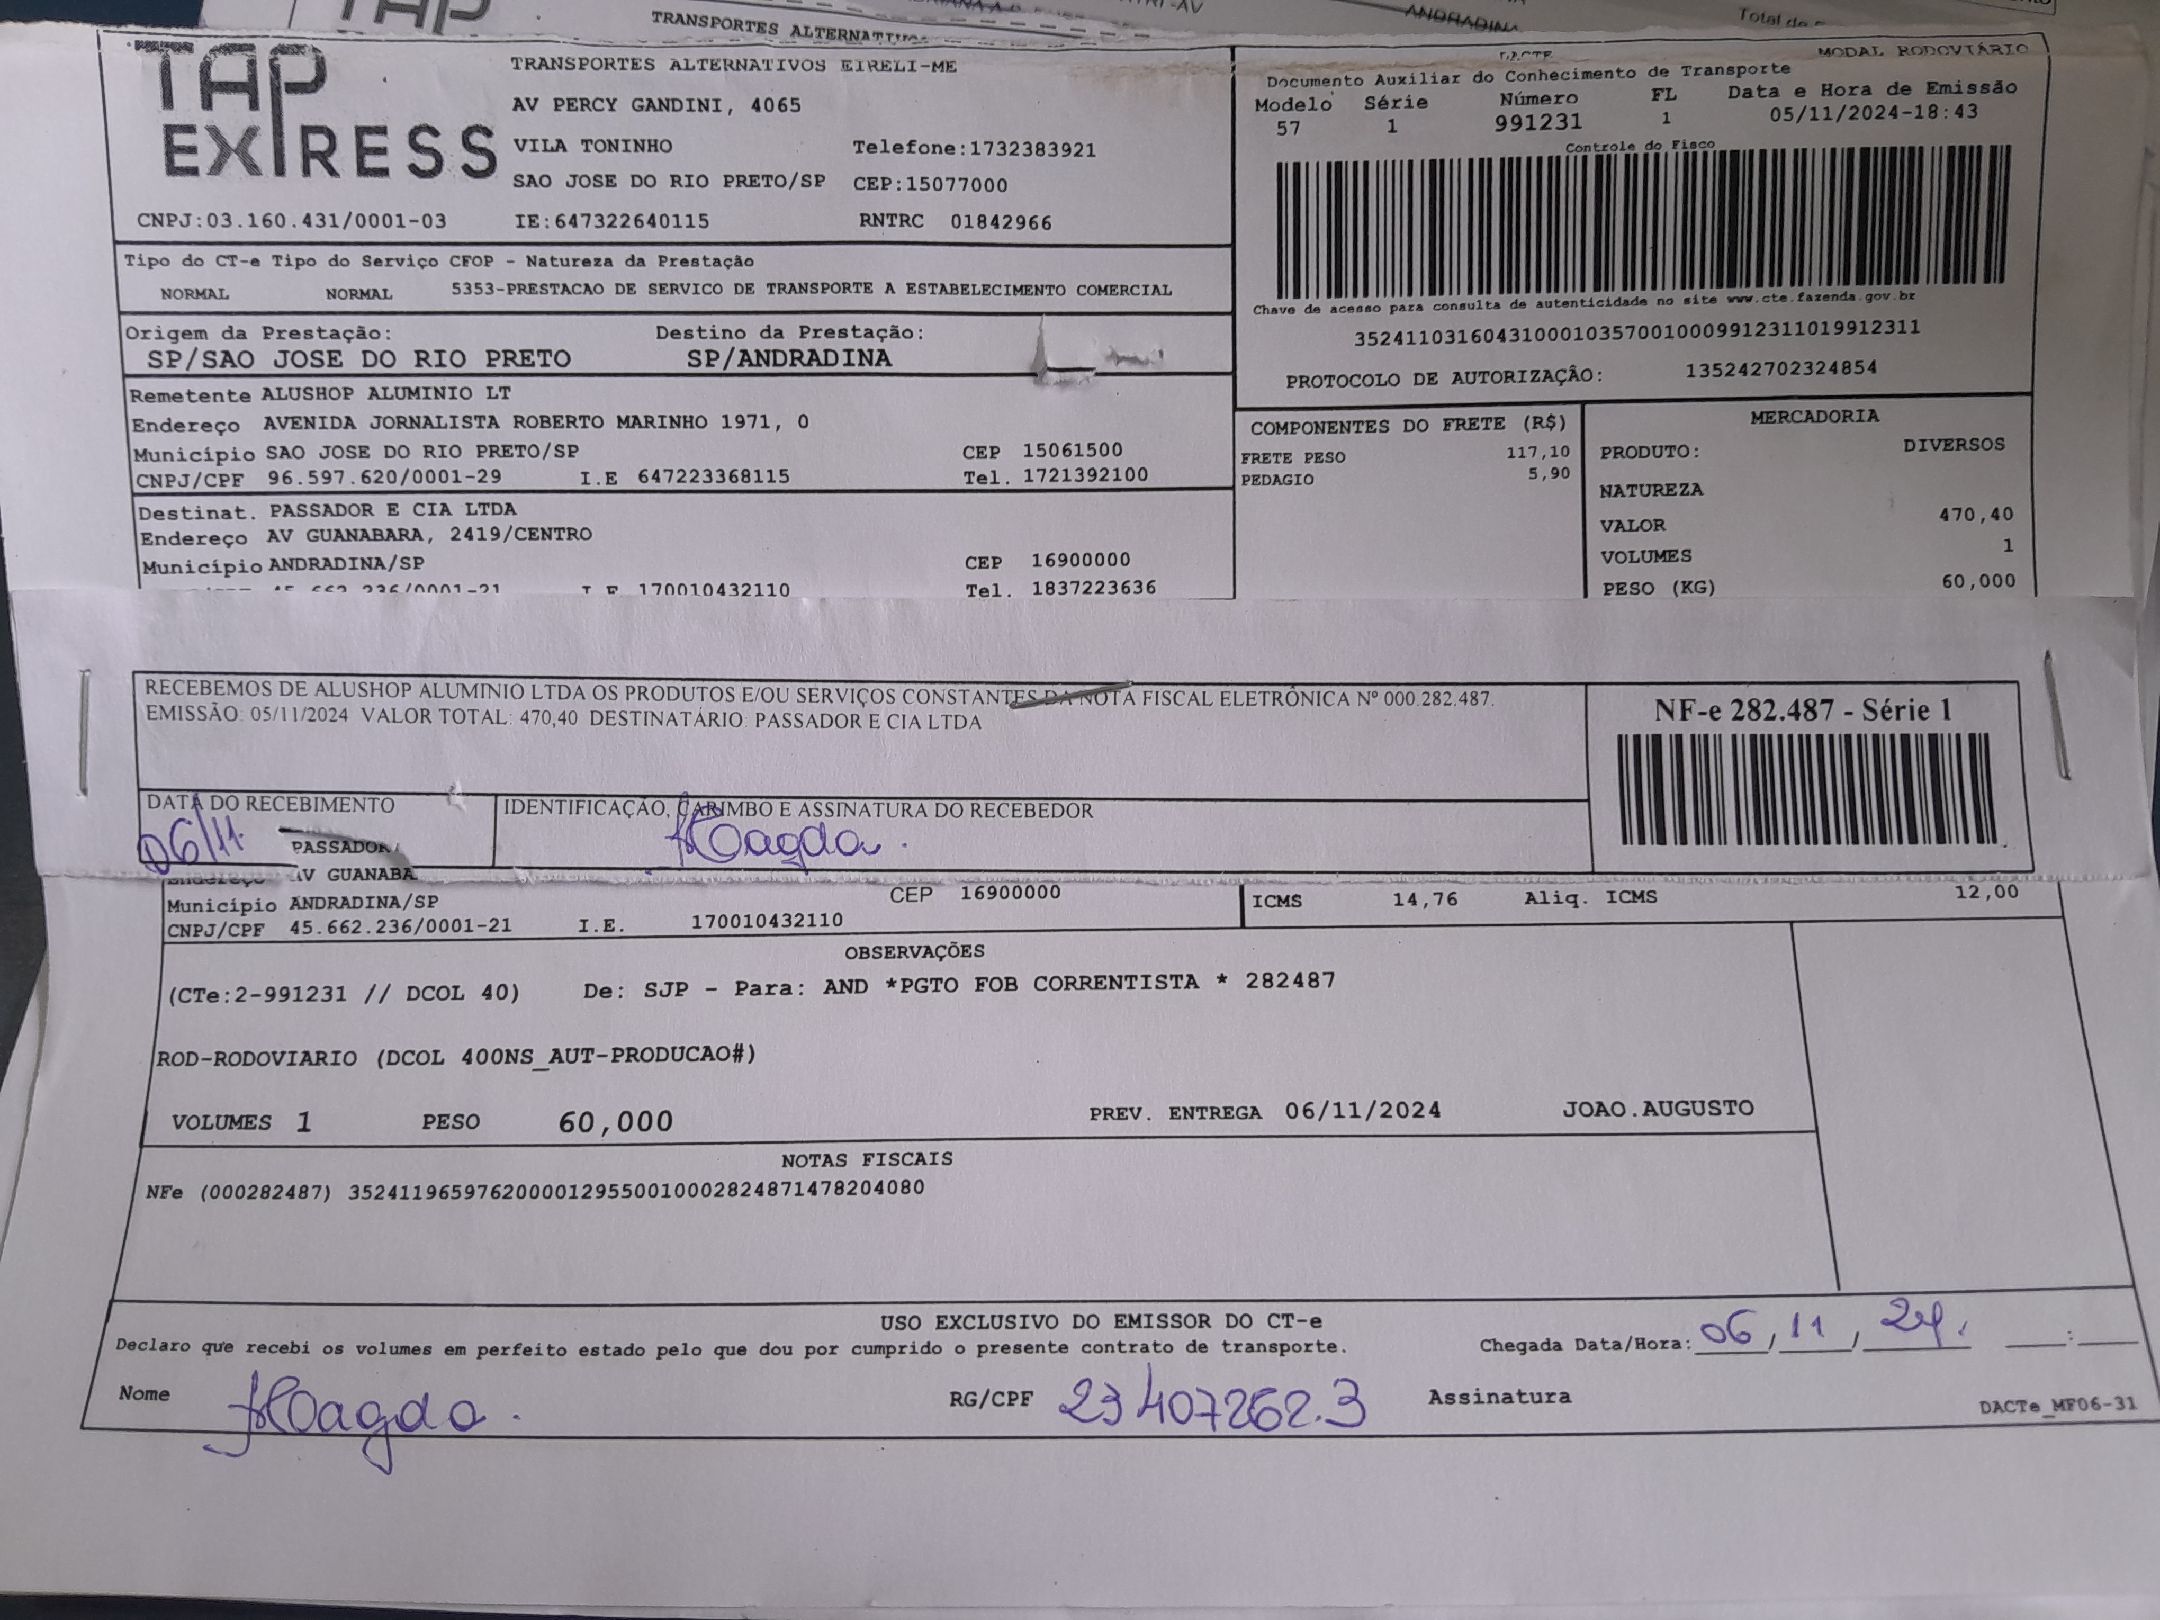 TRANSPORTES ALTERNATIVOS
ANDRADINA
TAP EXPRESS
TRANSPORTES ALTERNATIVOS EIRELI-ME
AV PERCY GANDINI, 4065
VILA TONINHO Telefone:1732383921
SAO JOSE DO RIO PRETO/SP CEP:15077000
CNPJ:03.160.431/0001-03 IE:647322640115 RNTRC 01842966
DACTE MODAL RODOVIÁRIO
Documento Auxiliar do Conhecimento de Transporte
Modelo Série Número FL Data e Hora de Emissão
57 1 991231 1 05/11/2024-18:43
Controle do Fisco
Chave de acesso para consulta de autenticidade no site www.cte.fazenda.gov.br
35241103160431000103570010009912311019912311
PROTOCOLO DE AUTORIZAÇÃO: 135242702324854
Tipo do CT-e Tipo do Serviço CFOP - Natureza da Prestação
NORMAL NORMAL 5353-PRESTACAO DE SERVICO DE TRANSPORTE A ESTABELECIMENTO COMERCIAL
Origem da Prestação: Destino da Prestação:
SP/SAO JOSE DO RIO PRETO SP/ANDRADINA
Remetente ALUSHOP ALUMINIO LT
Endereço AVENIDA JORNALISTA ROBERTO MARINHO 1971, 0
Município SAO JOSE DO RIO PRETO/SP CEP 15061500
CNPJ/CPF 96.597.620/0001-29 I.E 647223368115 Tel. 1721392100
Destinat. PASSADOR E CIA LTDA
Endereço AV GUANABARA, 2419/CENTRO
Município ANDRADINA/SP CEP 16900000
45.662.236/0001-21 I E 170010432110 Tel. 1837223636
COMPONENTES DO FRETE (R$)
FRETE PESO 117,10
PEDAGIO 5,90
MERCADORIA
PRODUTO: DIVERSOS
NATUREZA
VALOR 470,40
VOLUMES 1
PESO (KG) 60,000
RECEBEMOS DE ALUSHOP ALUMINIO LTDA OS PRODUTOS E/OU SERVIÇOS CONSTANTES DA NOTA FISCAL ELETRÔNICA Nº 000.282.487.
EMISSÃO: 05/11/2024 VALOR TOTAL: 470,40 DESTINATÁRIO: PASSADOR E CIA LTDA
NF-e 282.487 - Série 1
DATA DO RECEBIMENTO IDENTIFICAÇÃO, CARIMBO E ASSINATURA DO RECEBEDOR
06/11 Magda.
PASSADOR
Endereço AV GUANABA
Município ANDRADINA/SP CEP 16900000
CNPJ/CPF 45.662.236/0001-21 I.E. 170010432110
ICMS 14,76 Aliq. ICMS 12,00
OBSERVAÇÕES
(CTe:2-991231 // DCOL 40) De: SJP - Para: AND *PGTO FOB CORRENTISTA * 282487
ROD-RODOVIARIO (DCOL 400NS_AUT-PRODUCAO#)
VOLUMES 1 PESO 60,000 PREV. ENTREGA 06/11/2024 JOAO.AUGUSTO
NOTAS FISCAIS
NFe (000282487) 35241196597620000129550010002824871478204080
USO EXCLUSIVO DO EMISSOR DO CT-e
Declaro que recebi os volumes em perfeito estado pelo que dou por cumprido o presente contrato de transporte. Chegada Data/Hora: 06/11/24. :
Nome Magda. RG/CPF 23407262.3 Assinatura
DACTe_MF06-31